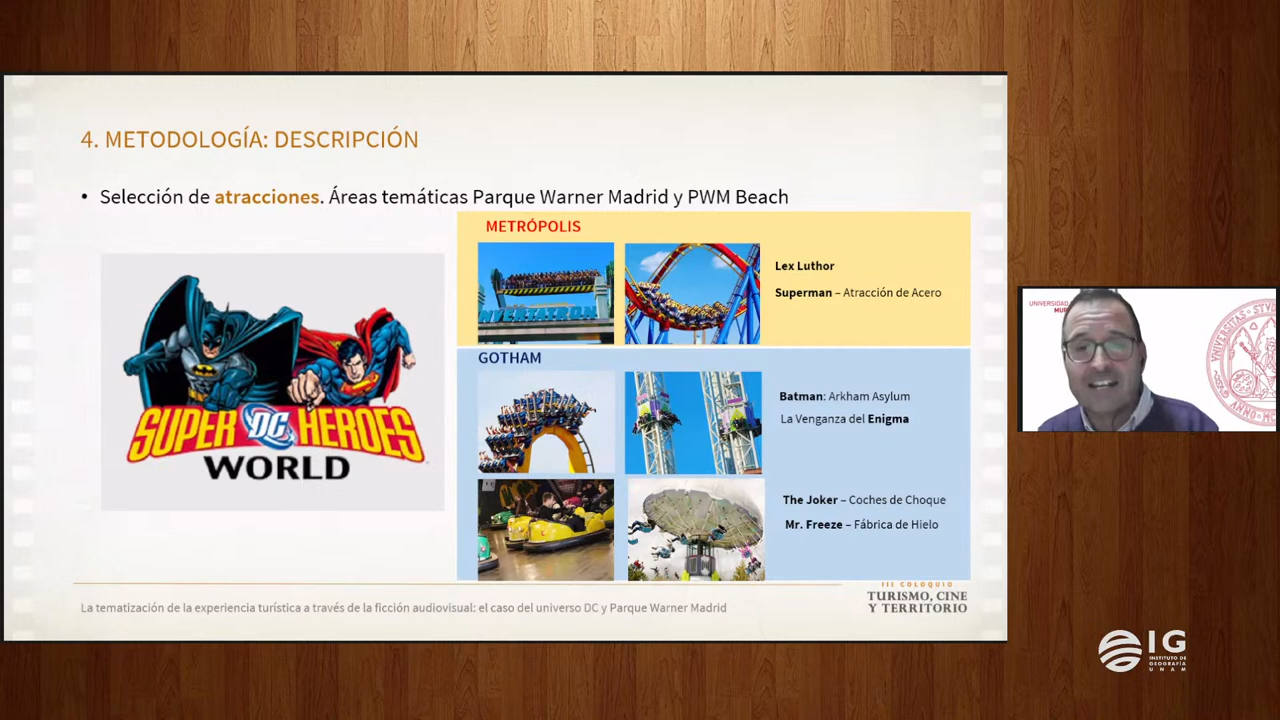 4. METODOLOGÍA: DESCRIPCIÓN
• Selección de atracciones. Áreas temáticas Parque Warner Madrid y PWM Beach
SUPER DC HEROES
WORLD
METRÓPOLIS
NVERTATRON
Lex Luthor
Superman – Atracción de Acero
GOTHAM
Batman: Arkham Asylum
La Venganza del Enigma
The Joker – Coches de Choque
Mr. Freeze – Fábrica de Hielo
La tematización de la experiencia turística a través de la ficción audiovisual: el caso del universo DC y Parque Warner Madrid
III COLOQUIO
TURISMO, CINE
Y TERRITORIO
UNIVERSIDAD
MUR
IG
INSTITUTO DE
GEOGRAFÍA
UNAM